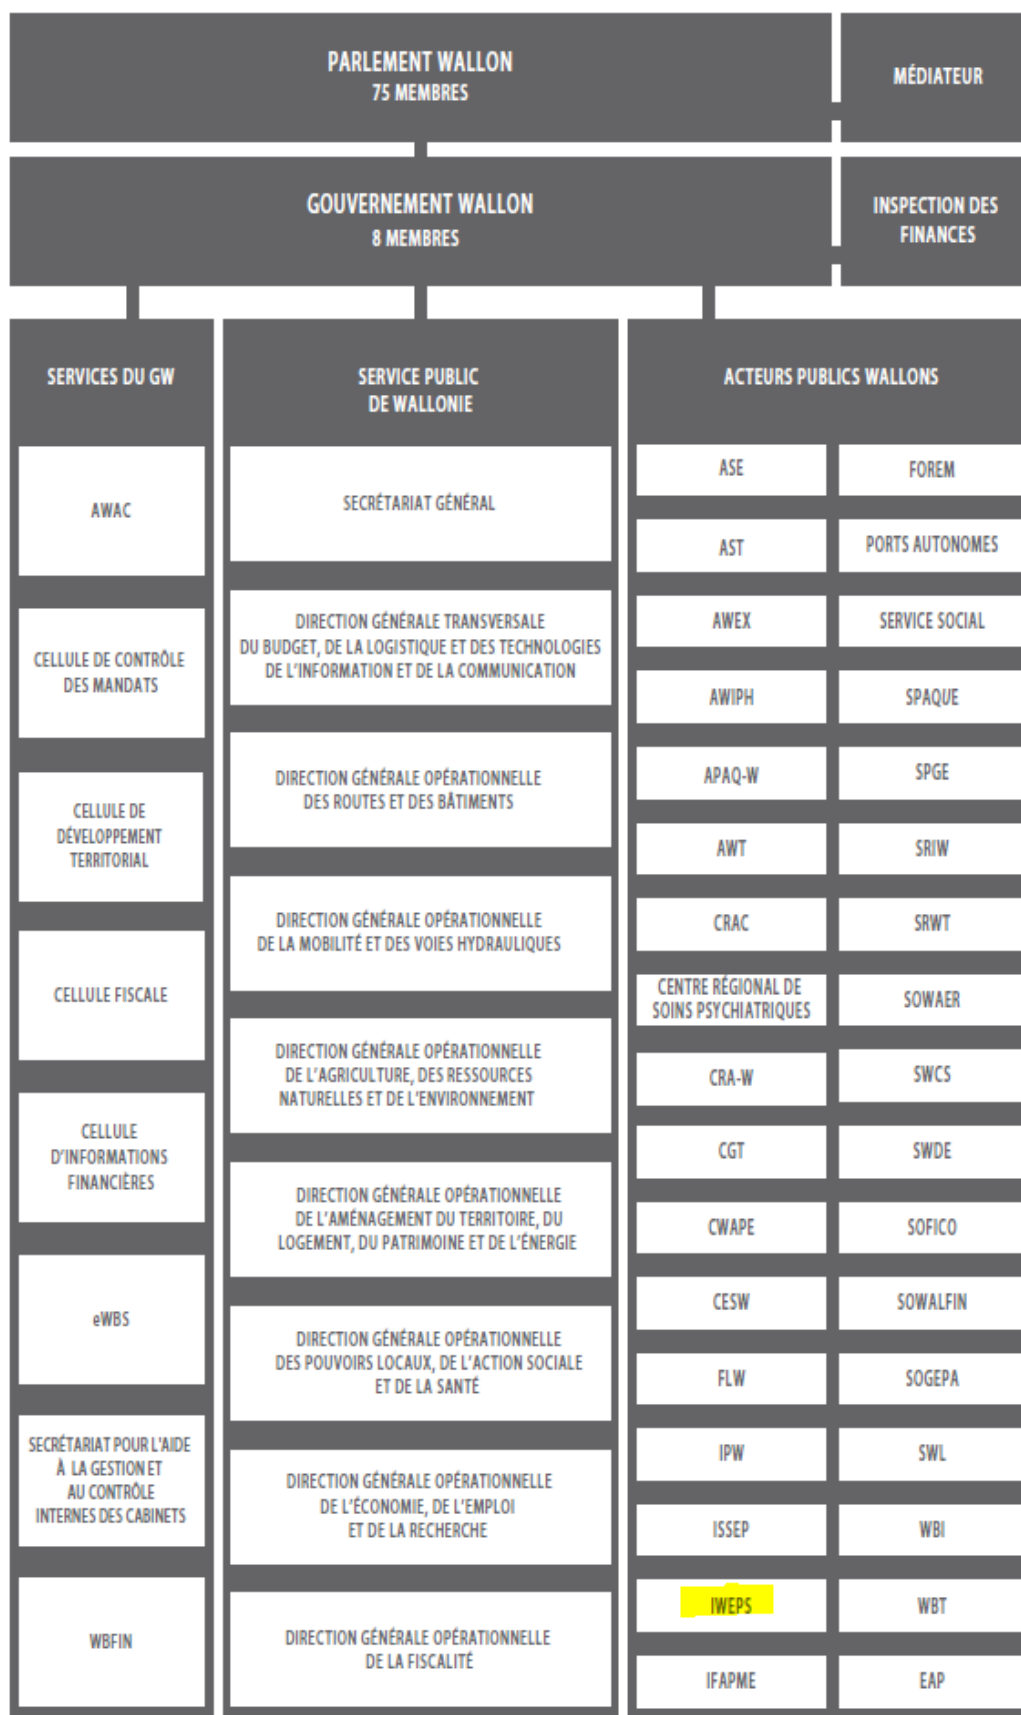 PARLEMENT WALLON
75 MEMBRES
MÉDIATEUR
GOUVERNEMENT WALLON
8 MEMBRES
INSPECTION DES
FINANCES
SERVICES DU GW
AWAC
CELLULE DE CONTRÔLE
DES MANDATS
CELLULE DE
DÉVELOPPEMENT
TERRITORIAL
CELLULE FISCALE
CELLULE
D'INFORMATIONS
FINANCIÈRES
eWBS
SECRÉTARIAT POUR L'AIDE
À LA GESTION ET
AU CONTRÔLE
INTERNES DES CABINETS
WBFIN
SERVICE PUBLIC
DE WALLONIE
SECRÉTARIAT GÉNÉRAL
DIRECTION GÉNÉRALE TRANSVERSALE
DU BUDGET, DE LA LOGISTIQUE ET DES TECHNOLOGIES
DE L'INFORMATION ET DE LA COMMUNICATION
DIRECTION GÉNÉRALE OPÉRATIONNELLE
DES ROUTES ET DES BÂTIMENTS
DIRECTION GÉNÉRALE OPÉRATIONNELLE
DE LA MOBILITÉ ET DES VOIES HYDRAULIQUES
DIRECTION GÉNÉRALE OPÉRATIONNELLE
DE L'AGRICULTURE, DES RESSOURCES
NATURELLES ET DE L'ENVIRONNEMENT
DIRECTION GÉNÉRALE OPÉRATIONNELLE
DE L'AMÉNAGEMENT DU TERRITOIRE, DU
LOGEMENT, DU PATRIMOINE ET DE L'ÉNERGIE
DIRECTION GÉNÉRALE OPÉRATIONNELLE
DES POUVOIRS LOCAUX, DE L'ACTION SOCIALE
ET DE LA SANTÉ
DIRECTION GÉNÉRALE OPÉRATIONNELLE
DE L'ÉCONOMIE, DE L'EMPLOI
ET DE LA RECHERCHE
DIRECTION GÉNÉRALE OPÉRATIONNELLE
DE LA FISCALITÉ
ACTEURS PUBLICS WALLONS
ASE
AST
AWEX
AWIPH
APAQ-W
AWT
CRAC
CENTRE RÉGIONAL DE
SOINS PSYCHIATRIQUES
CRA-W
CGT
CWAPE
CESW
FLW
IPW
ISSEP
IWEPS
IFAPME
FOREM
PORTS AUTONOMES
SERVICE SOCIAL
SPAQUE
SPGE
SRIW
SRWT
SOWAER
SWCS
SWDE
SOFICO
SOWALFIN
SOGEPA
SWL
WBI
WBT
EAP